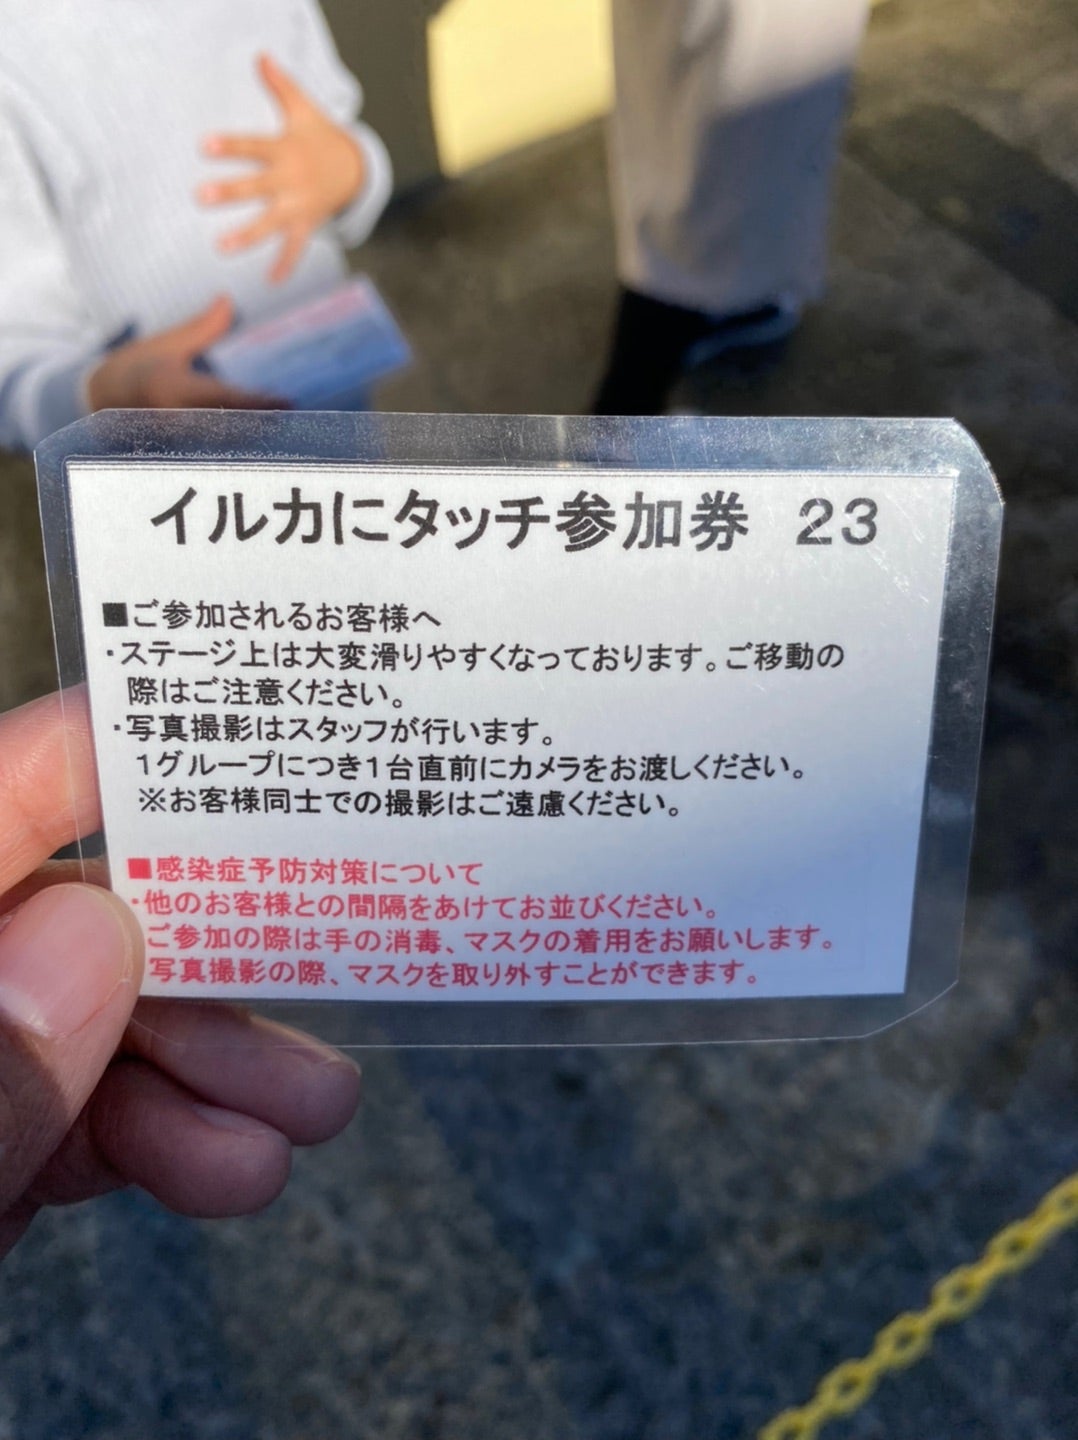 イルカにタッチ参加券 23
■ご参加されるお客様へ
・ステージ上は大変滑りやすくなっております。ご移動の
際はご注意ください。
・写真撮影はスタッフが行います。
1グループにつき1台直前にカメラをお渡しください。
※お客様同士での撮影はご遠慮ください。
■感染症予防対策について
・他のお客様との間隔をあけてお並びください。
ご参加の際は手の消毒、マスクの着用をお願いします。
写真撮影の際、マスクを取り外すことができます。